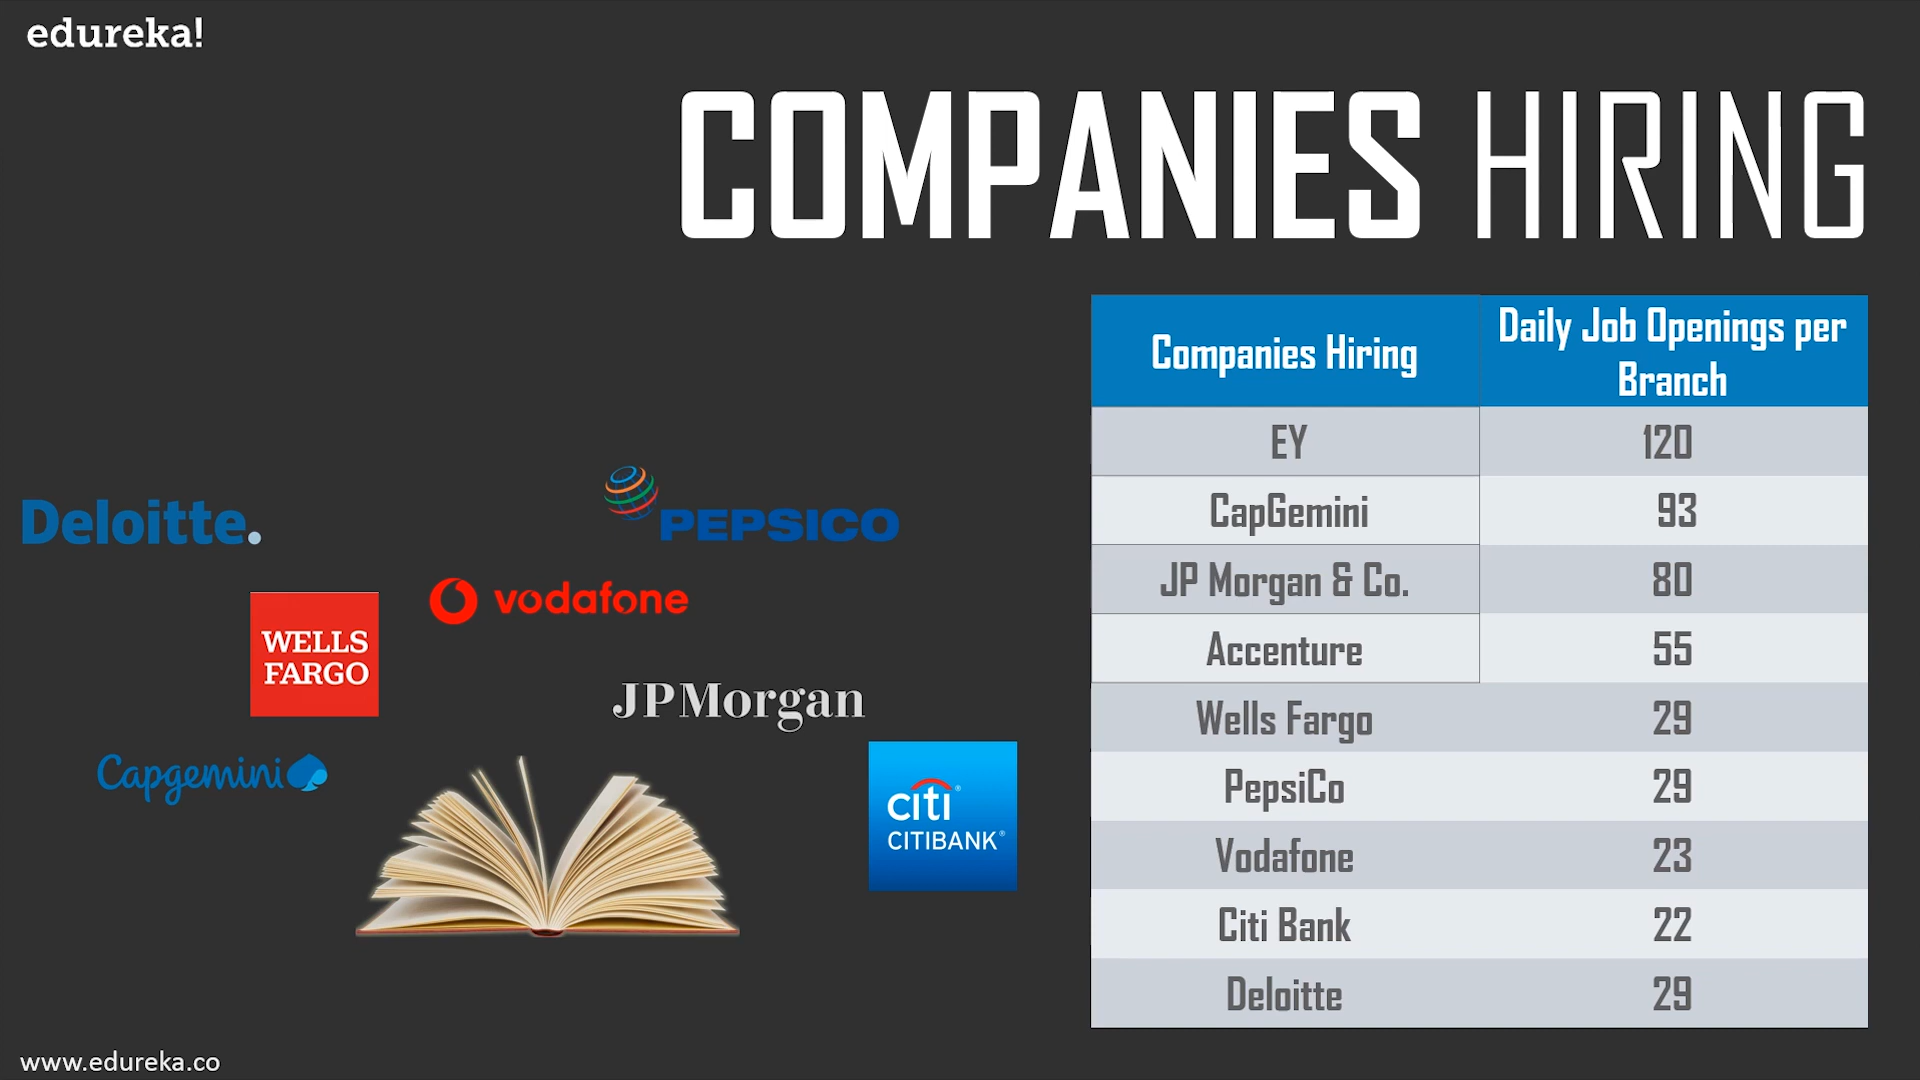 edureka!
COMPANIES HIRING
Companies Hiring
Daily Job Openings per
Branch
EY 120
CapGemini 93
JP Morgan & Co. 80
Accenture 55
Wells Fargo 29
PepsiCo 29
Vodafone 23
Citi Bank 22
Deloitte 29
Deloitte.
PEPSICO
vodafone
WELLS
FARGO
JPMorgan
Capgemini
citi®
CITIBANK®
www.edureka.co